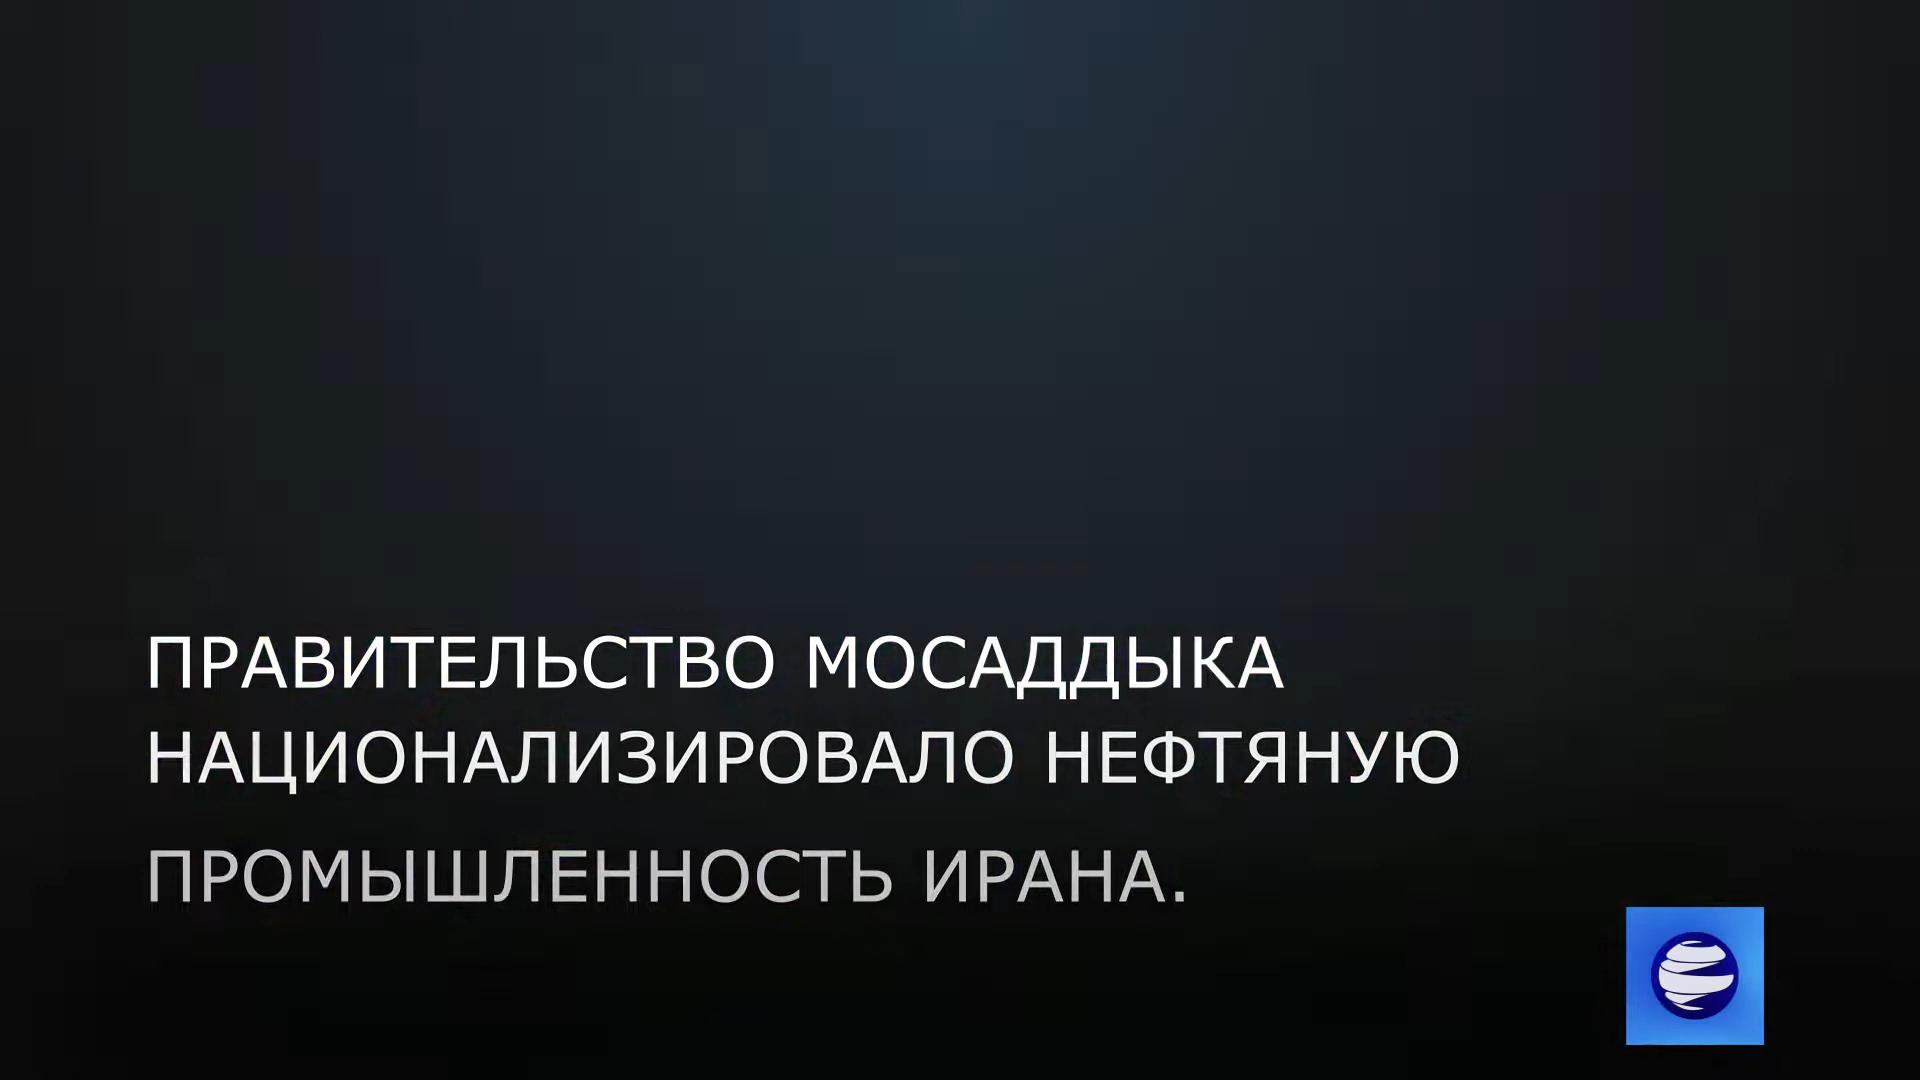 ПРАВИТЕЛЬСТВО МОСАДДЫКА
НАЦИОНАЛИЗИРОВАЛО НЕФТЯНУЮ
ПРОМЫШЛЕННОСТЬ ИРАНА.